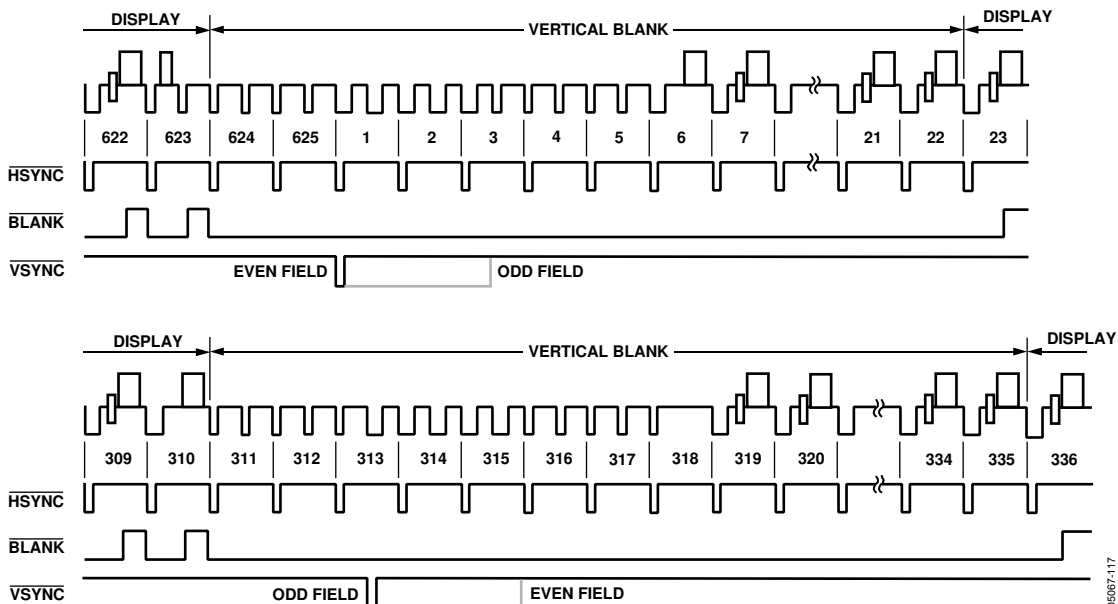 DISPLAY VERTICAL BLANK DISPLAY
622 623 624 625 1 2 3 4 5 6 7 21 22 23
HSYNC
BLANK
VSYNC EVEN FIELD ODD FIELD
DISPLAY VERTICAL BLANK DISPLAY
309 310 311 312 313 314 315 316 317 318 319 320 334 335 336
HSYNC
BLANK
VSYNC ODD FIELD EVEN FIELD
05067-117